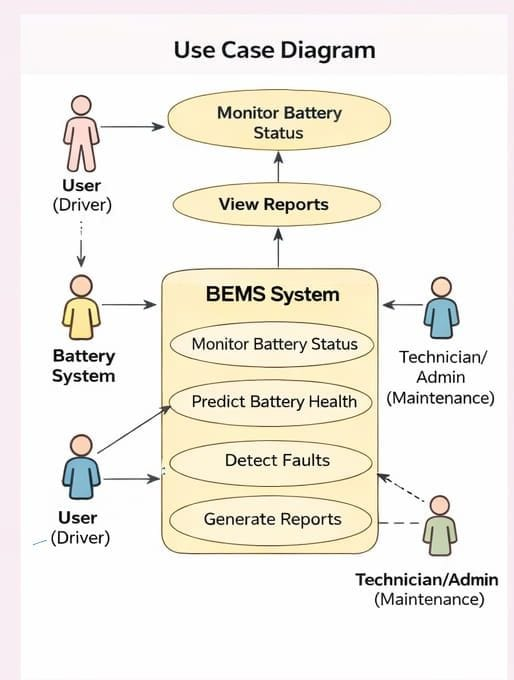 Use Case Diagram
Monitor Battery
Status
User
(Driver)
View Reports
BEMS System
Battery
System
Monitor Battery Status
Technician/
Admin
(Maintenance)
Predict Battery Health
Detect Faults
User
(Driver)
Generate Reports
Technician/Admin
(Maintenance)